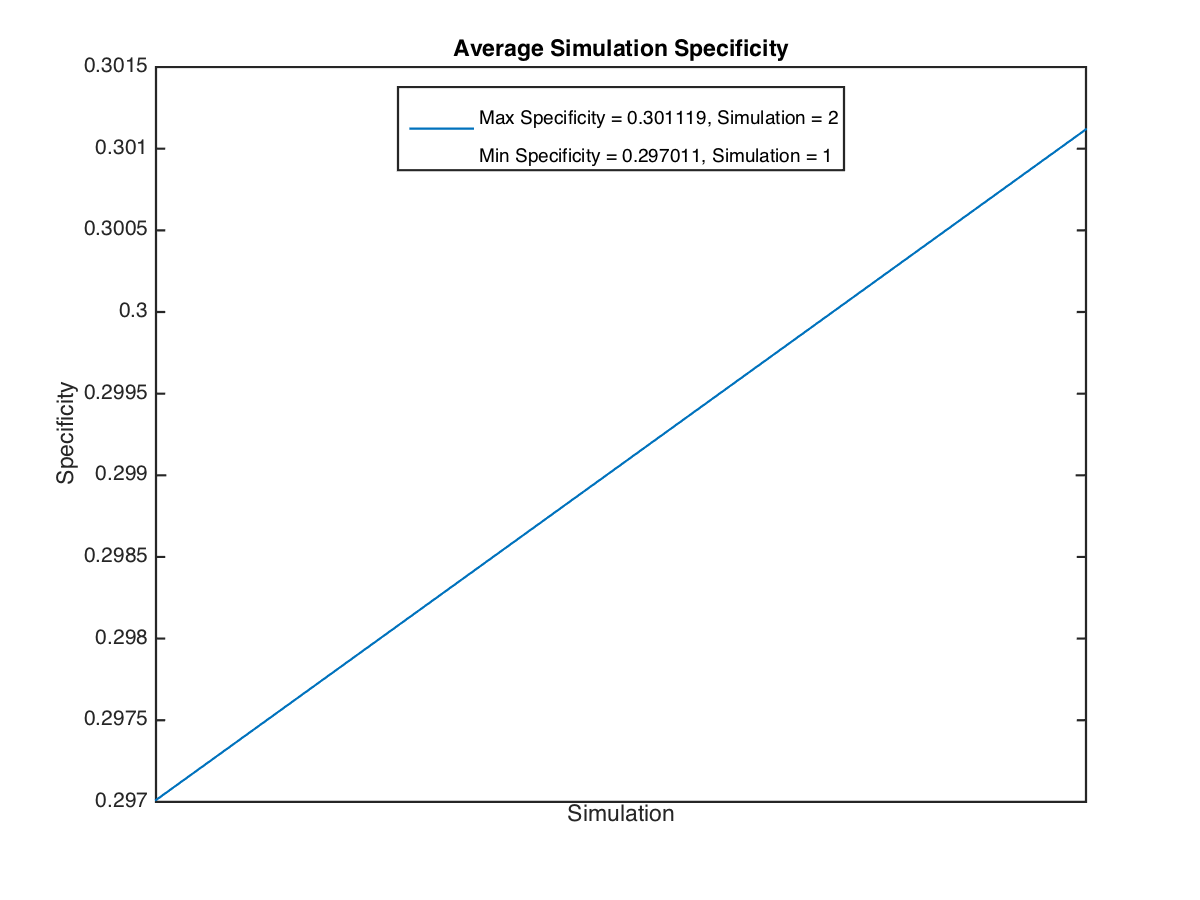 Average Simulation Specificity
Max Specificity = 0.301119, Simulation = 2
Min Specificity = 0.297011, Simulation = 1
0.3015
0.301
0.3005
0.3
0.2995
0.299
0.2985
0.298
0.2975
0.297
Specificity
Simulation